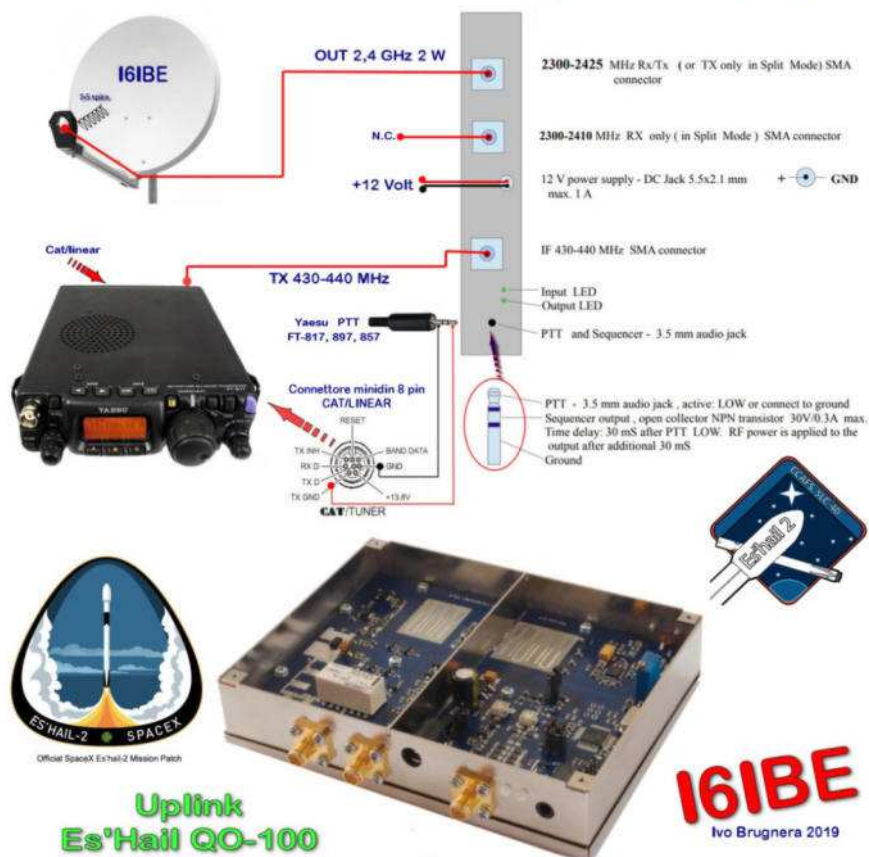 OUT 2,4 GHz 2 W
I6IBE
2300-2425 MHz Rx/Tx ( or TX only in Split Mode) SMA
connector
N.C.
2300-2410 MHz RX only ( in Split Mode ) SMA connector
+12 Volt
12 V power supply - DC Jack 5.5x2.1 mm
max. 1 A
+ GND
Cat/linear
IF 430-440 MHz SMA connector
TX 430-440 MHz
Input LED
Output LED
Yaesu PTT
FT-817, 897, 857
PTT and Sequencer - 3.5 mm audio jack
YAESU
Connettore minidin 8 pin
CAT/LINEAR
RESET
TX INH
BAND DATA
RX D
GND
TX D
TX GND
+13.8V
CAT/TUNER
PTT - 3.5 mm audio jack , active: LOW or connect to ground
Sequencer output , open collector NPN transistor 30V/0.3A max.
Time delay: 30 mS after PTT LOW. RF power is applied to the
output after additional 30 mS
Ground
CCAFS SLC-40
Es'hail 2
ES'HAIL-2 SPACEX
Official SpaceX Es'hail-2 Mission Patch
Uplink
Es'Hail QO-100
I6IBE
Ivo Brugnera 2019